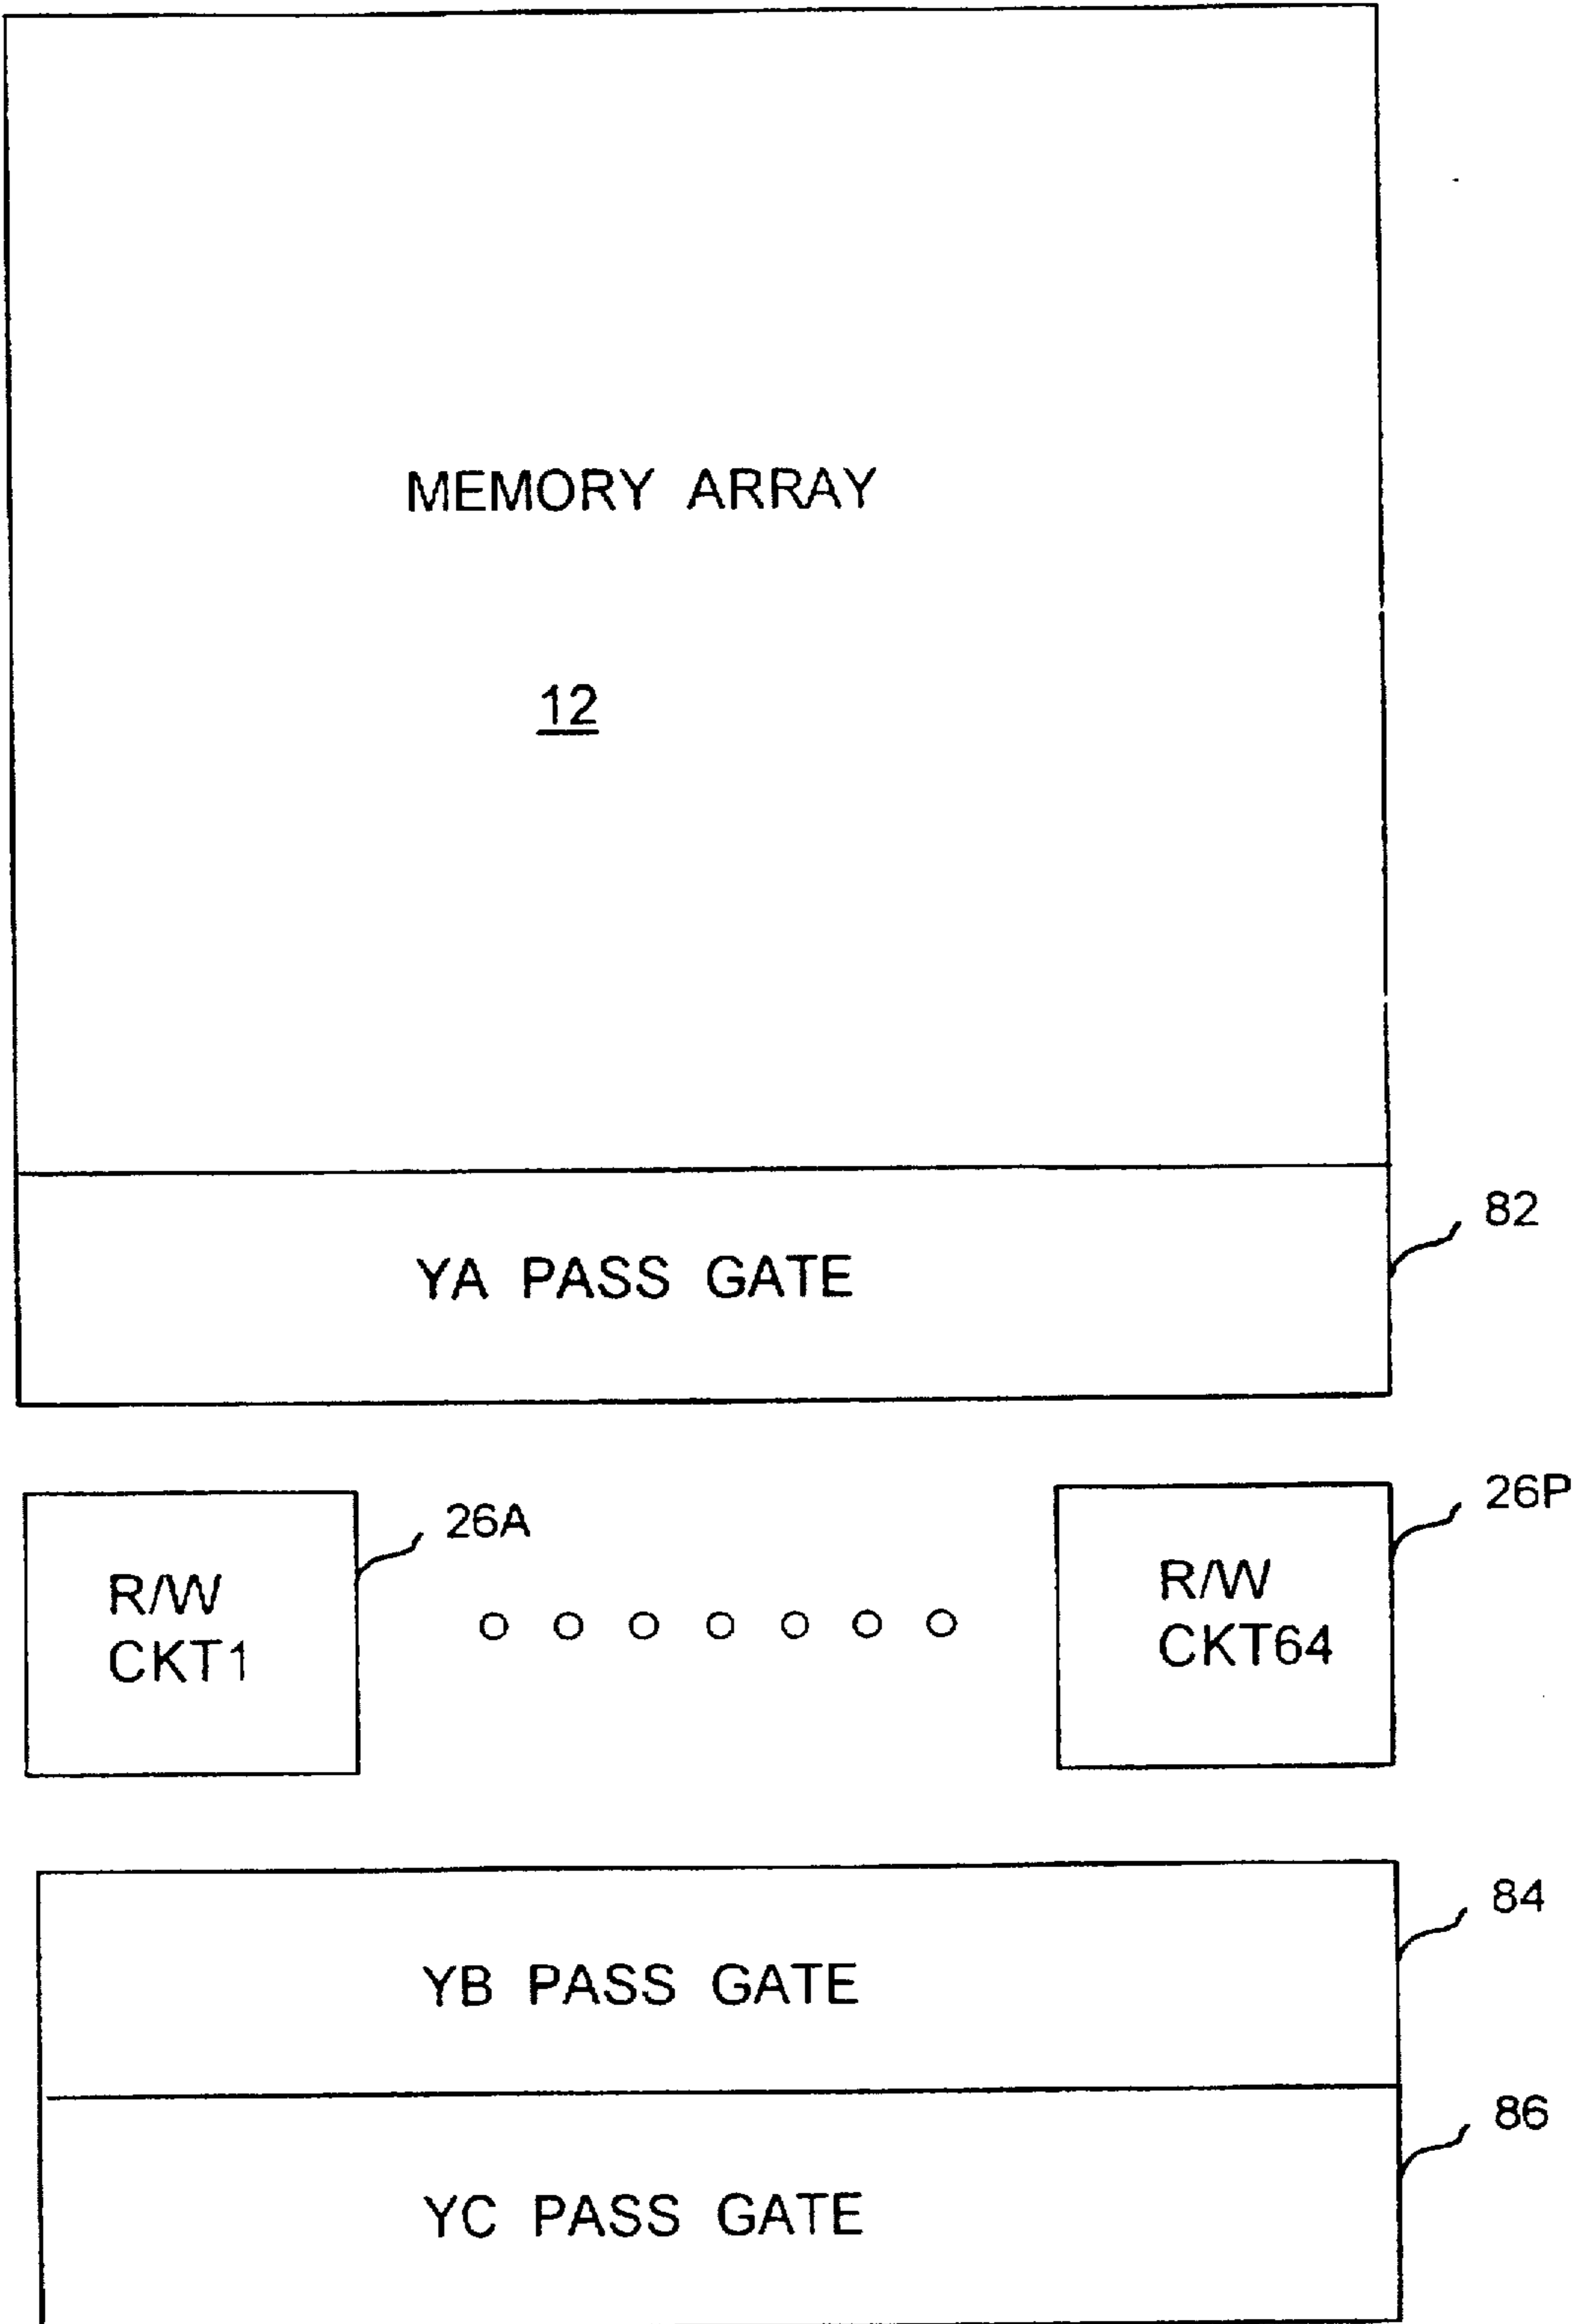 MEMORY ARRAY
12
YA PASS GATE
82
R/W
CKT1
26A
R/W
CKT64
26P
YB PASS GATE
84
YC PASS GATE
86